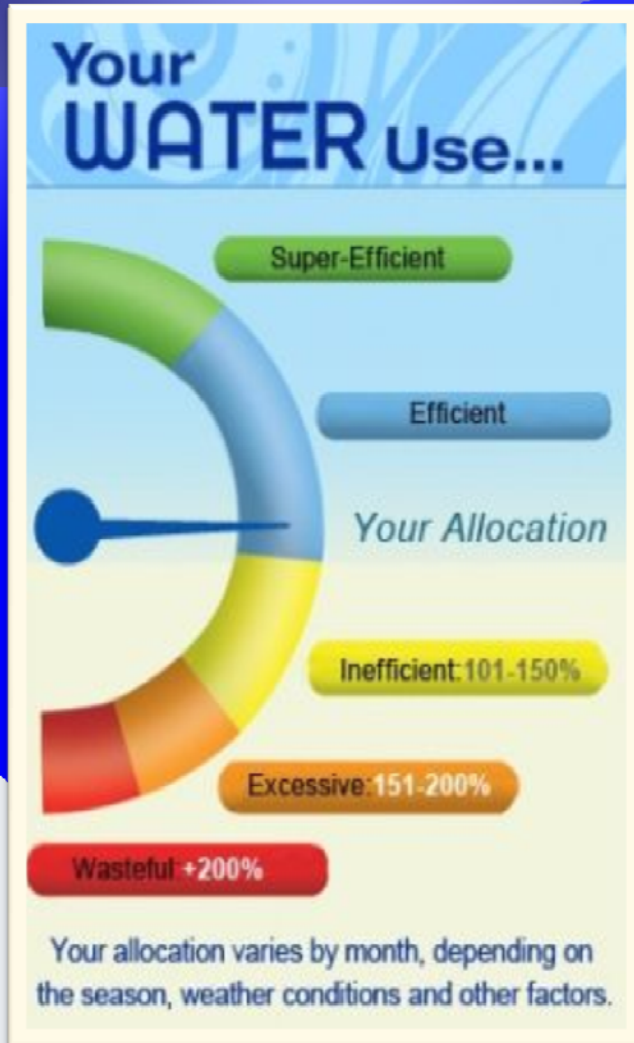 Your
WATER Use...
Super-Efficient
Efficient
Your Allocation
Inefficient:101-150%
Excessive:151-200%
Wasteful:+200%
Your allocation varies by month, depending on
the season, weather conditions and other factors.